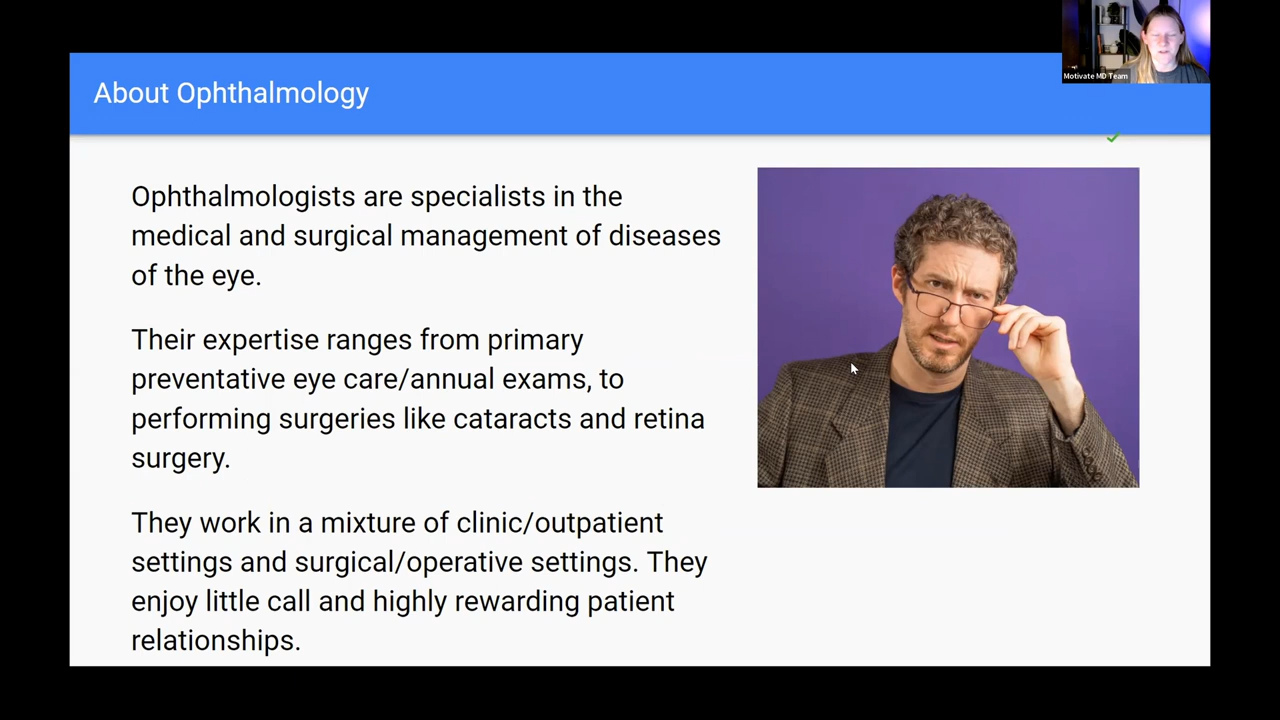 Motivate MD Team
About Ophthalmology
Ophthalmologists are specialists in the
medical and surgical management of diseases
of the eye.
Their expertise ranges from primary
preventative eye care/annual exams, to
performing surgeries like cataracts and retina
surgery.
They work in a mixture of clinic/outpatient
settings and surgical/operative settings. They
enjoy little call and highly rewarding patient
relationships.